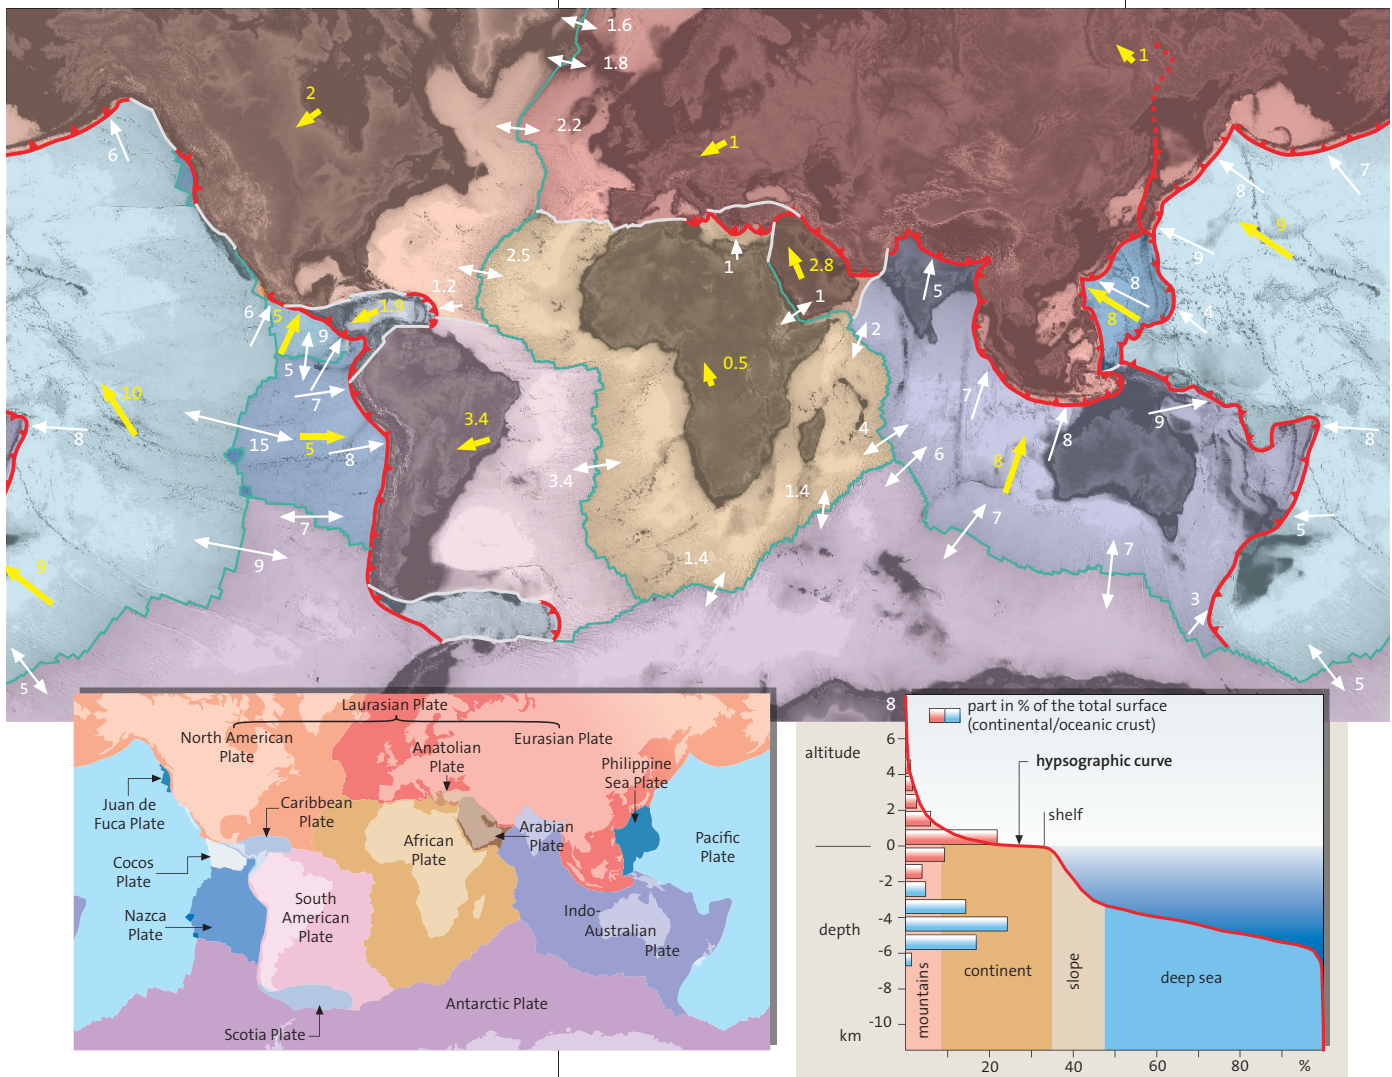 1.6
1.8
1
2
2.2
1
6
7
8
9
2.5
9
1
2.8
1.2
5
8
1
4
6
5
1.9
9
2
8
5
0.5
10
7
7
3.4
8
4
9
8
15
5
8
3.4
6
8
8
1.4
7
7
5
9
1.4
7
9
3
5
5
Laurasian Plate
North American
Plate
Anatolian
Plate
Eurasian Plate
Philippine
Sea Plate
Juan de
Fuca Plate
Caribbean
Plate
African
Plate
Arabian
Plate
Pacific
Plate
Cocos
Plate
South
American
Plate
Nazca
Plate
Indo-
Australian
Plate
Antarctic Plate
Scotia Plate
8
part in % of the total surface
(continental/oceanic crust)
6
altitude
hypsographic curve
4
2
shelf
0
-2
-4
depth
-6
mountains
continent
slope
deep sea
-8
-10
km
20
40
60
80
%